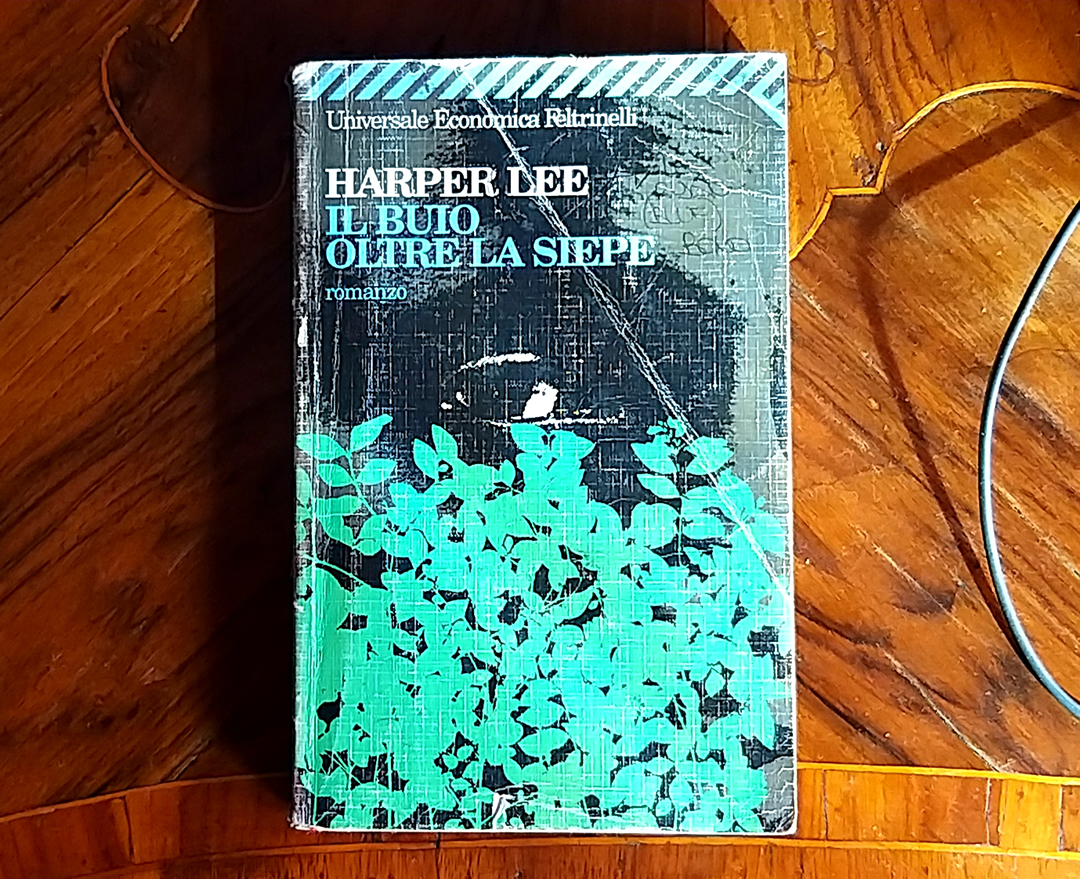 Universale Economica Feltrinelli
HARPER LEE
IL BUIO
OLTRE LA SIEPE
romanzo